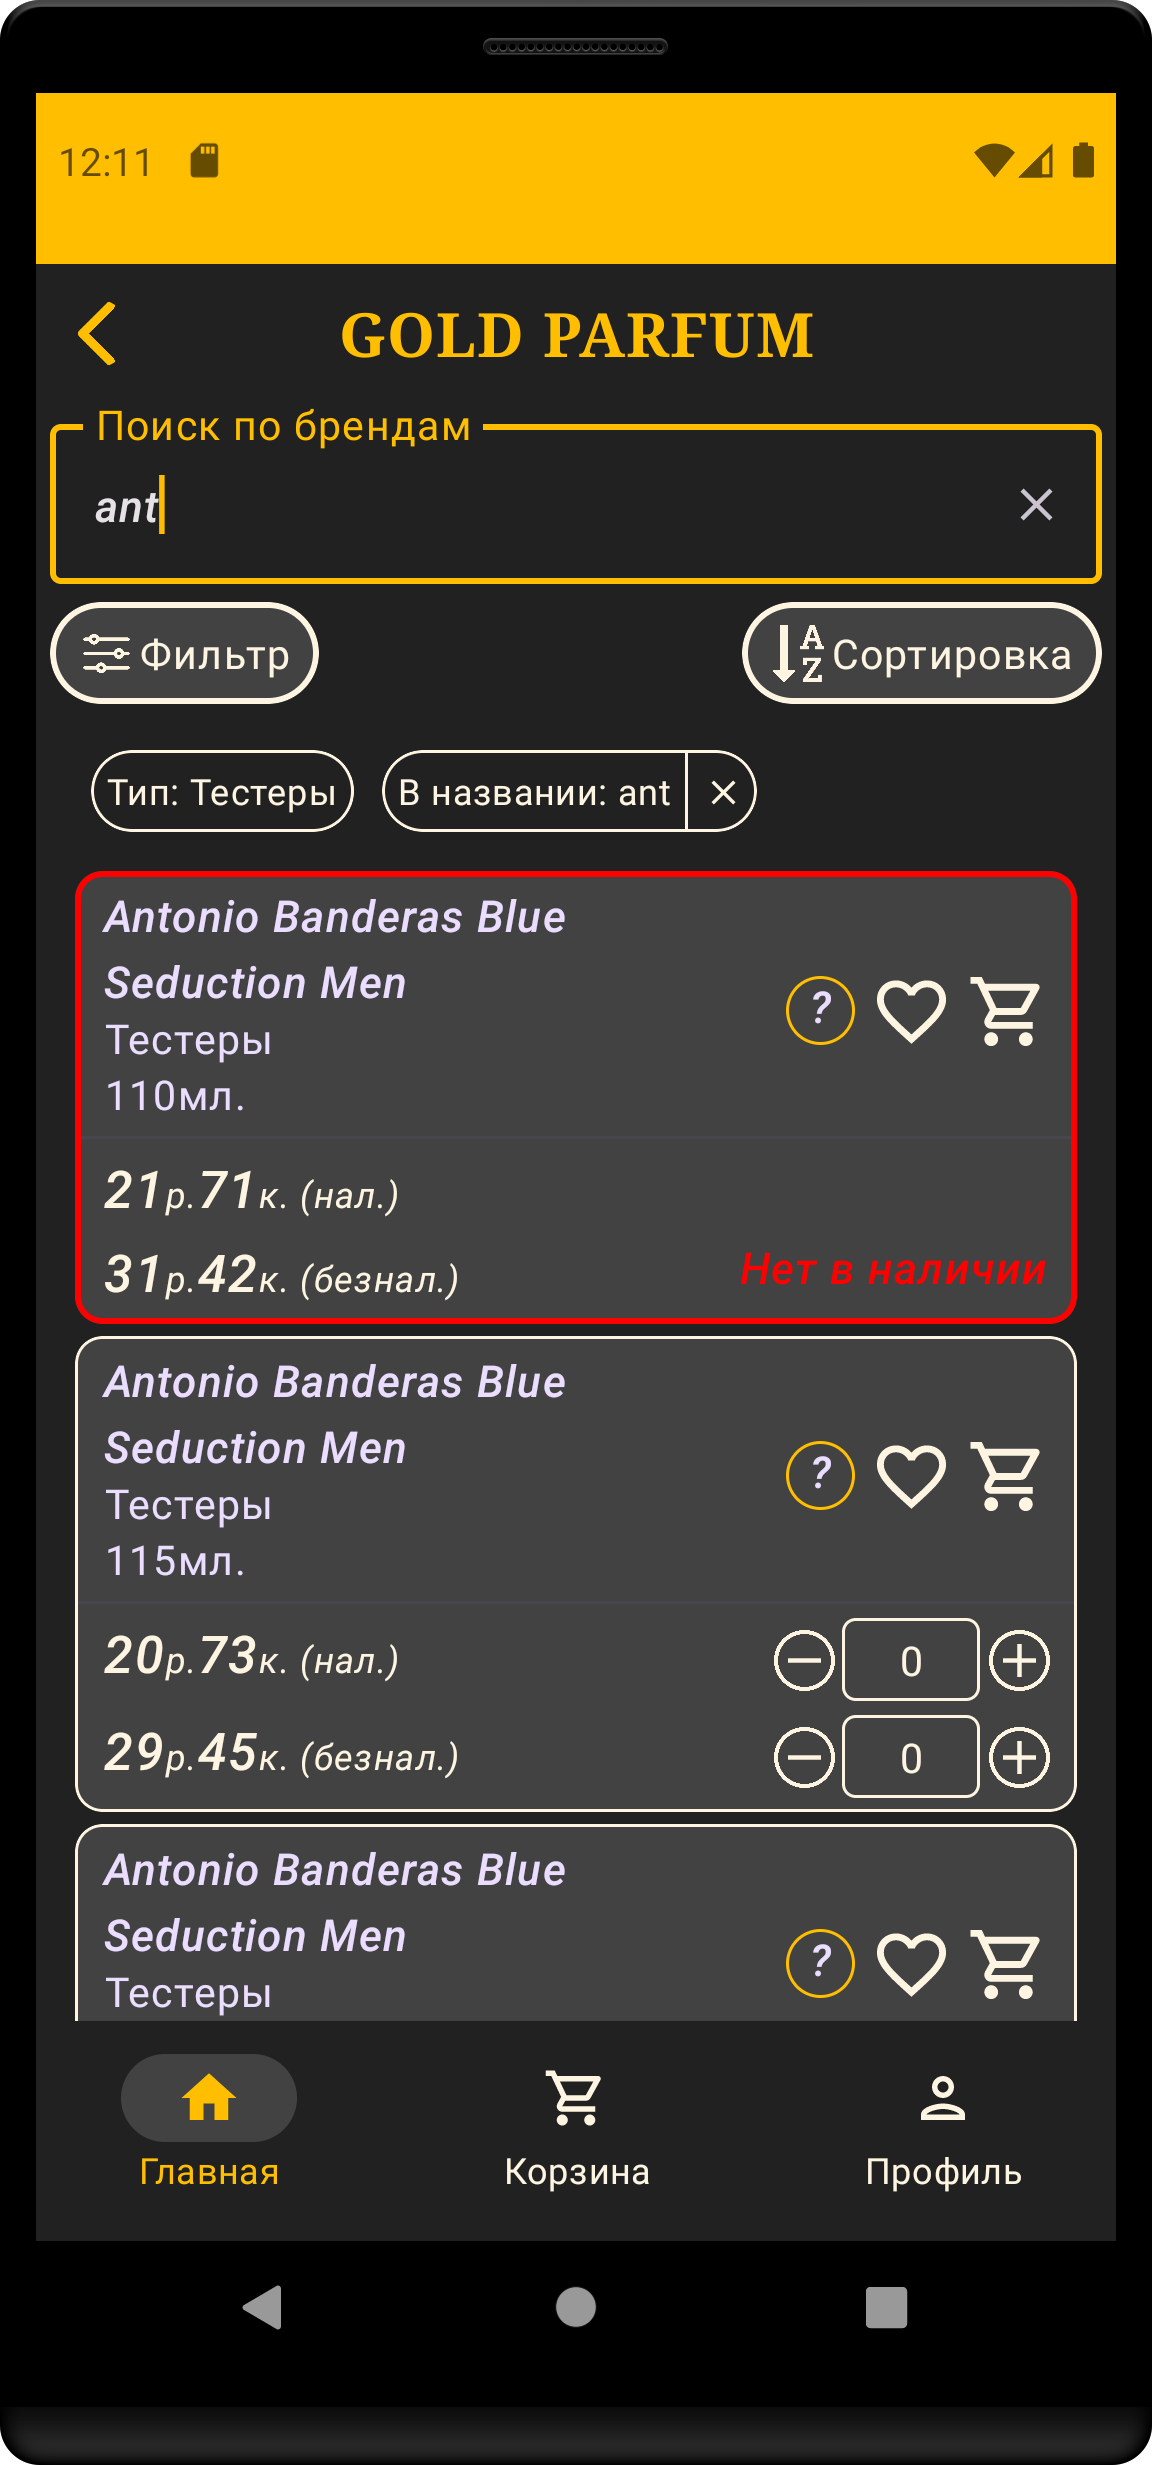 12:11
GOLD PARFUM
Поиск по брендам
ant
Фильтр
Сортировка
Тип: Тестеры
В названии: ant
Antonio Banderas Blue
Seduction Men
?
Тестеры
110мл.
21р.71к. (нал.)
31р.42к. (безнал.)
Нет в наличии
Antonio Banderas Blue
Seduction Men
?
Тестеры
115мл.
20р.73к. (нал.)
0
29р.45к. (безнал.)
0
Antonio Banderas Blue
Seduction Men
?
Тестеры
Главная
Корзина
Профиль